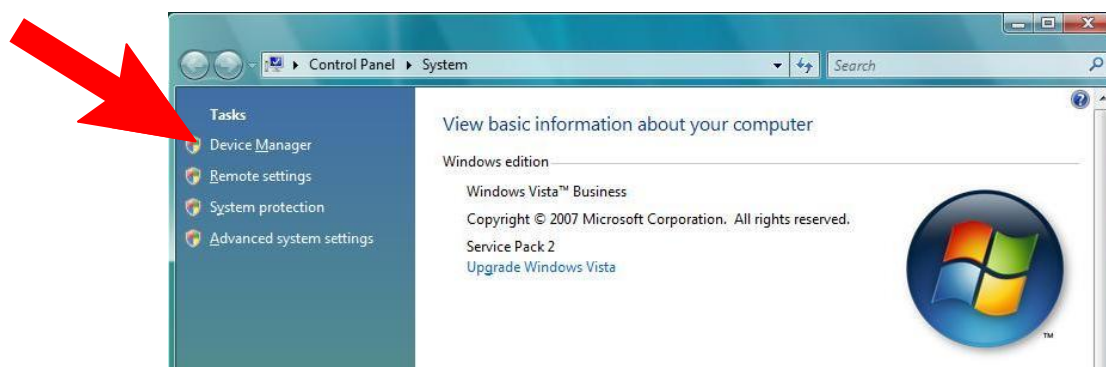 Control Panel ▸ System
Search
Tasks
Device Manager
Remote settings
System protection
Advanced system settings
View basic information about your computer
Windows edition
Windows Vista™ Business
Copyright © 2007 Microsoft Corporation. All rights reserved.
Service Pack 2
Upgrade Windows Vista
TM